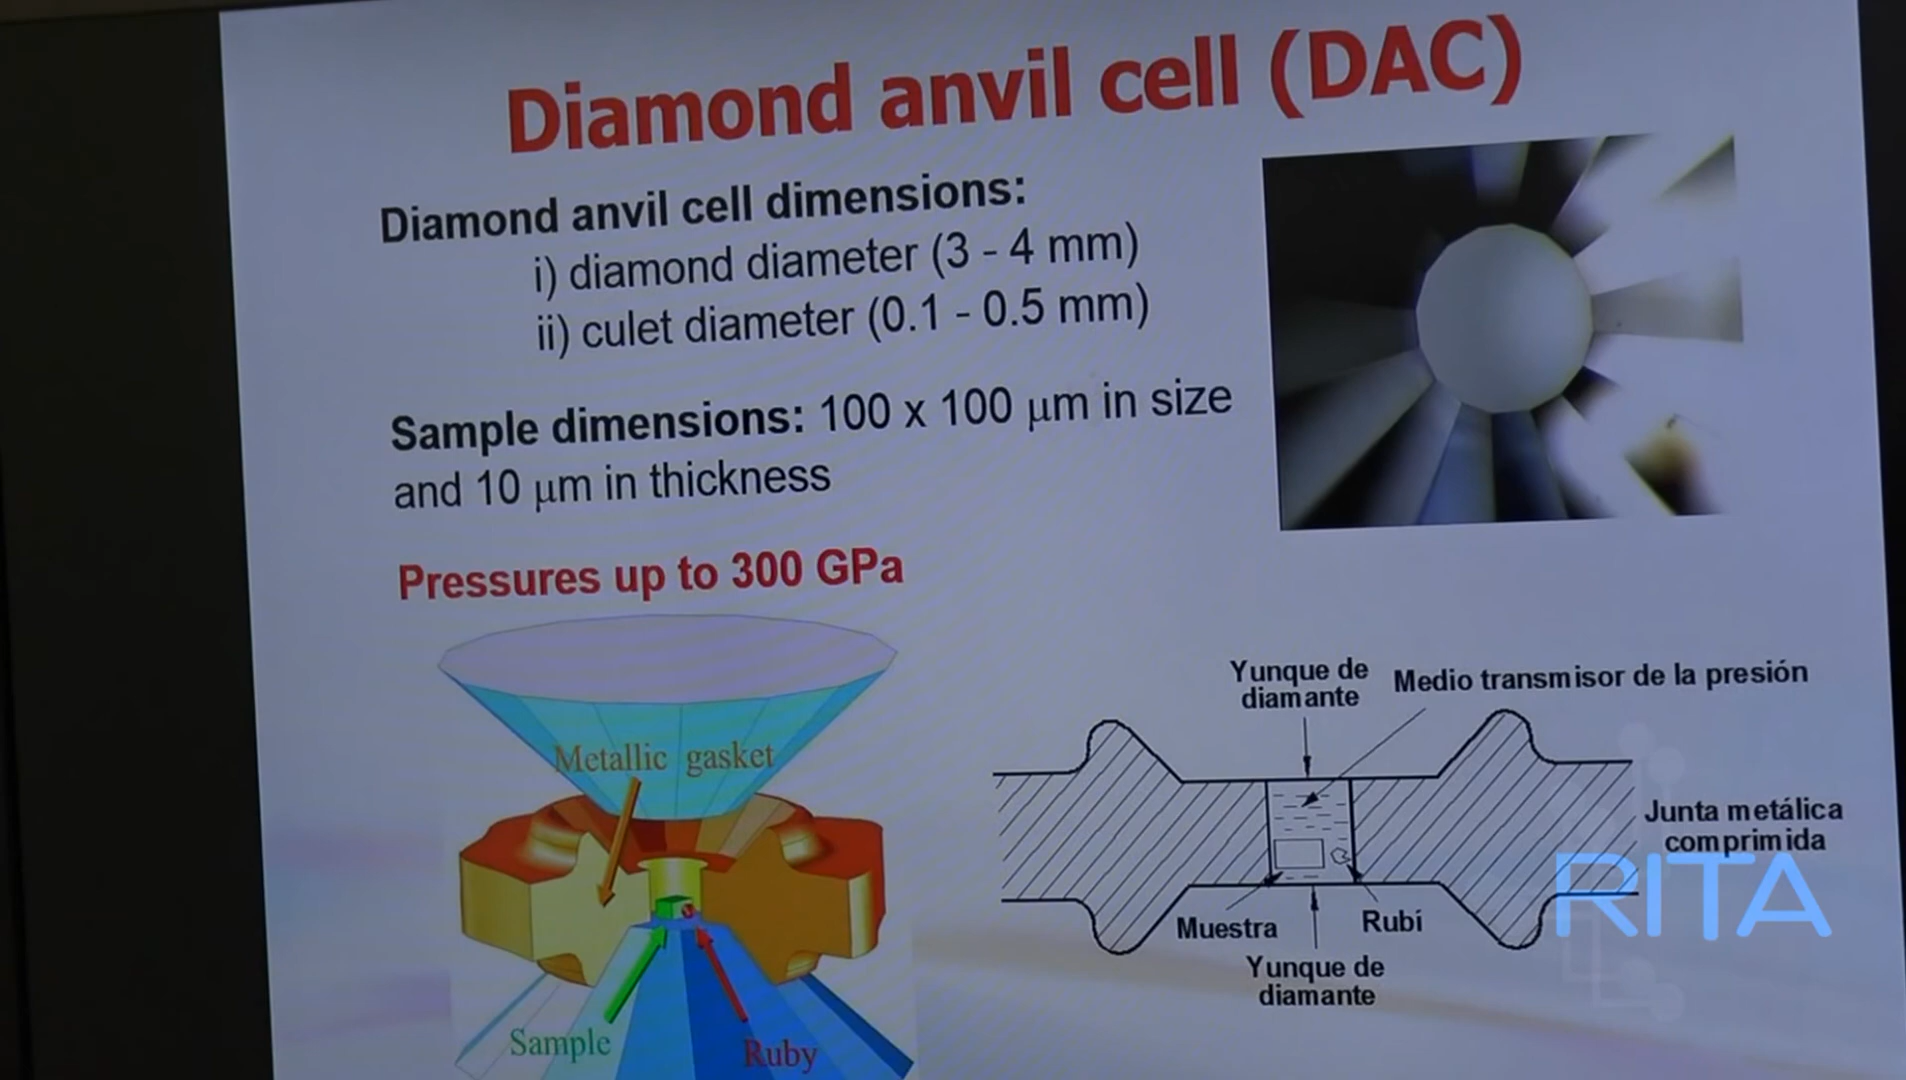 Diamond anvil cell (DAC)
Diamond anvil cell dimensions:
i) diamond diameter (3 - 4 mm)
ii) culet diameter (0.1 - 0.5 mm)
Sample dimensions: 100 x 100 μm in size
and 10 μm in thickness
Pressures up to 300 GPa
Metallic gasket
Sample
Ruby
Yunque de
diamante
Medio transmisor de la presión
Junta metálica
comprimida
Muestra
Rubí
Yunque de
diamante
RITA